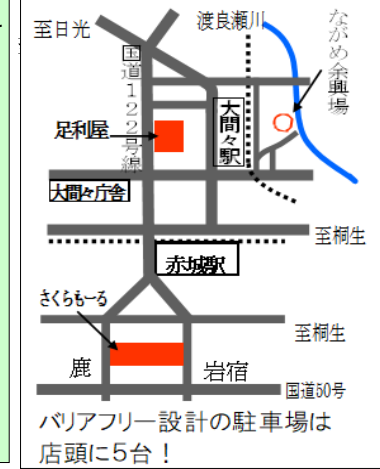 至日光
渡良瀬川
ながめ余興場
国道122号線
大間々駅
足利屋
大間々庁舎
至桐生
赤城駅
さくらもーる
至桐生
鹿
岩宿
国道50号
バリアフリー設計の駐車場は
店頭に5台！